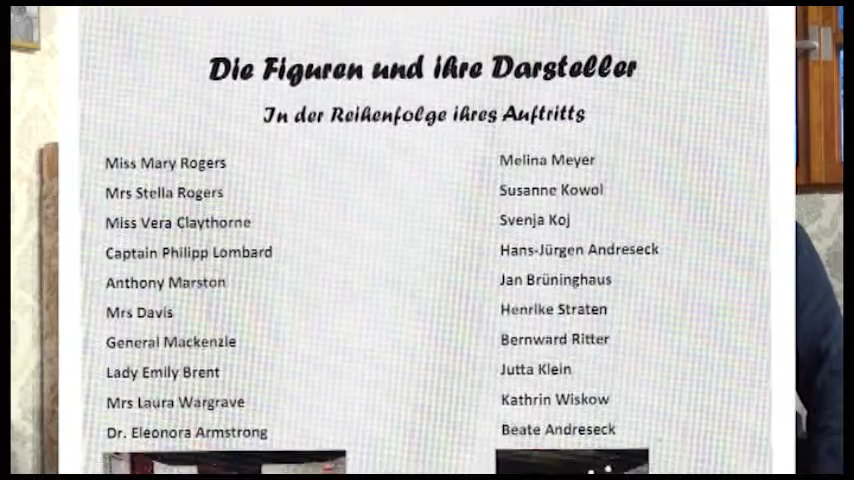 Die Figuren und ihre Darsteller
In der Reihenfolge ihres Auftritts
Miss Mary Rogers Melina Meyer
Mrs Stella Rogers Susanne Kowol
Miss Vera Claythorne Svenja Koj
Captain Philipp Lombard Hans-Jürgen Andreseck
Anthony Marston Jan Brüninghaus
Mrs Davis Henrike Straten
General Mackenzie Bernward Ritter
Lady Emily Brent Jutta Klein
Mrs Laura Wargrave Kathrin Wiskow
Dr. Eleonora Armstrong Beate Andreseck